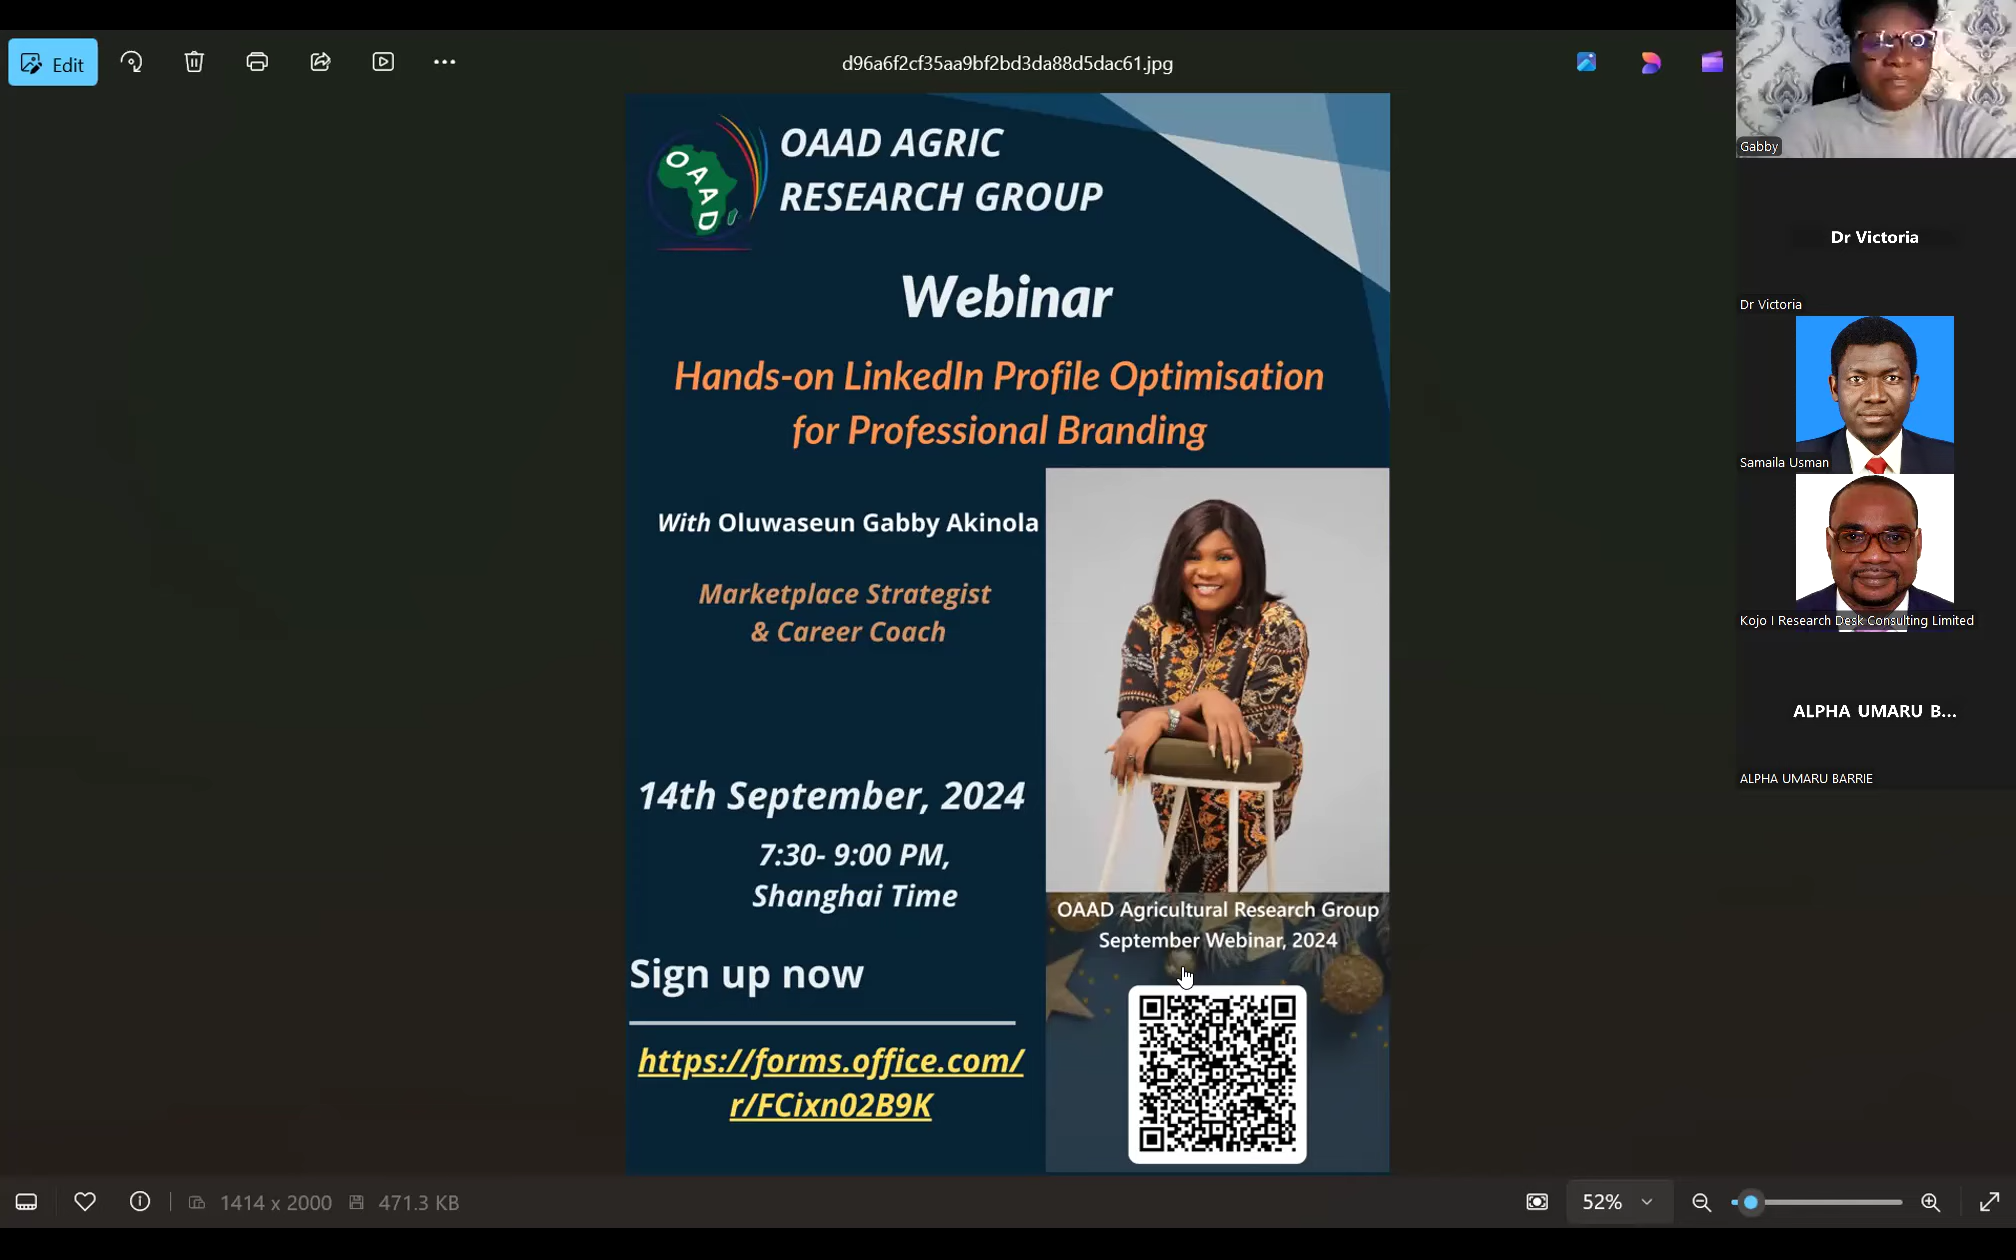 Edit
d96a6f2cf35aa9bf2bd3da88d5dac61.jpg
OAAD
OAAD AGRIC
RESEARCH GROUP
Webinar
Hands-on LinkedIn Profile Optimisation
for Professional Branding
With Oluwaseun Gabby Akinola
Marketplace Strategist
& Career Coach
14th September, 2024
7:30- 9:00 PM,
Shanghai Time
Sign up now
https://forms.office.com/
r/FCixn02B9K
OAAD Agricultural Research Group
September Webinar, 2024
Gabby
Dr Victoria
Dr Victoria
Samaila Usman
Kojo I Research Desk Consulting Limited
ALPHA UMARU B...
ALPHA UMARU BARRIE
1414 x 2000
471.3 KB
52%